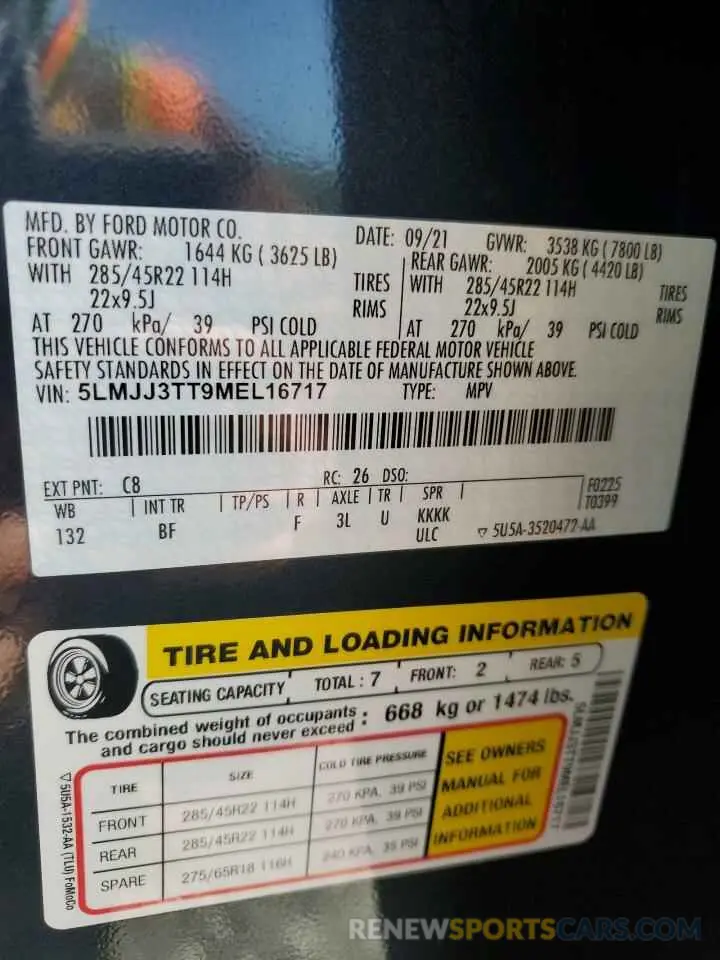 MFD. BY FORD MOTOR CO.
DATE: 09/21 GVWR: 3538 KG ( 7800 LB)
FRONT GAWR: 1644 KG ( 3625 LB)
REAR GAWR: 2005 KG ( 4420 LB)
WITH 285/45R22 114H TIRES
WITH 285/45R22 114H TIRES
22x9.5J RIMS
22x9.5J RIMS
AT 270 kPa/ 39 PSI COLD
AT 270 kPa/ 39 PSI COLD
THIS VEHICLE CONFORMS TO ALL APPLICABLE FEDERAL MOTOR VEHICLE
SAFETY STANDARDS IN EFFECT ON THE DATE OF MANUFACTURE SHOWN ABOVE.
VIN: 5LMJJ3TT9MEL16717 TYPE: MPV
EXT PNT: C8 RC: 26 DSO:
F0225
T0399
WB INT TR TP/PS R AXLE TR SPR
132 BF F 3L U KKKK
ULC
5U5A-3520472-AA
TIRE AND LOADING INFORMATION
SEATING CAPACITY TOTAL : 7 FRONT: 2 REAR: 5
The combined weight of occupants and cargo should never exceed : 668 kg or 1474 lbs.
TIRE SIZE COLD TIRE PRESSURE
FRONT 285/45R22 114H 270 KPA, 39 PSI
REAR 285/45R22 114H 270 KPA, 39 PSI
SPARE 275/65R18 116H 240 KPA, 35 PSI
SEE OWNERS
MANUAL FOR
ADDITIONAL
INFORMATION
5U5A-1532-AA (TLU) FoMoCo
5LMJJ3TT9MEL16717
RENEWSPORTSCARS.COM